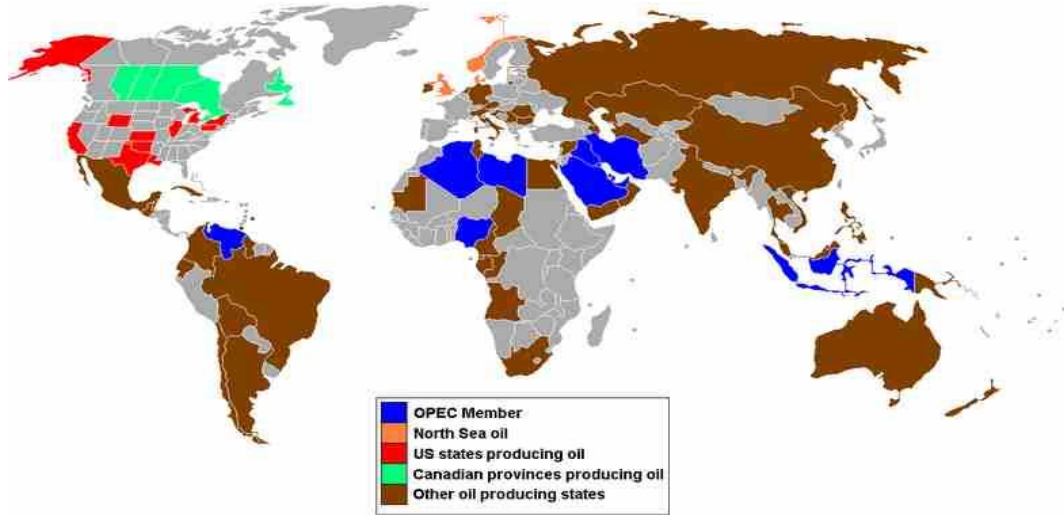 OPEC Member
North Sea oil
US states producing oil
Canadian provinces producing oil
Other oil producing states